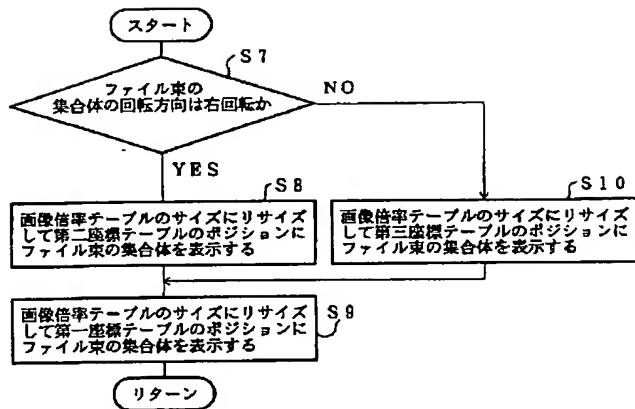 スタート
S7
ファイル束の
集合体の回転方向は右回転か
NO
YES
S8
画像倍率テーブルのサイズにリサイズ
して第二座標テーブルのポジションに
ファイル束の集合体を表示する
S10
画像倍率テーブルのサイズにリサイズ
して第三座標テーブルのポジションに
ファイル束の集合体を表示する
画像倍率テーブルのサイズにリサイズ
して第一座標テーブルのポジションに
ファイル束の集合体を表示する
S9
リターン